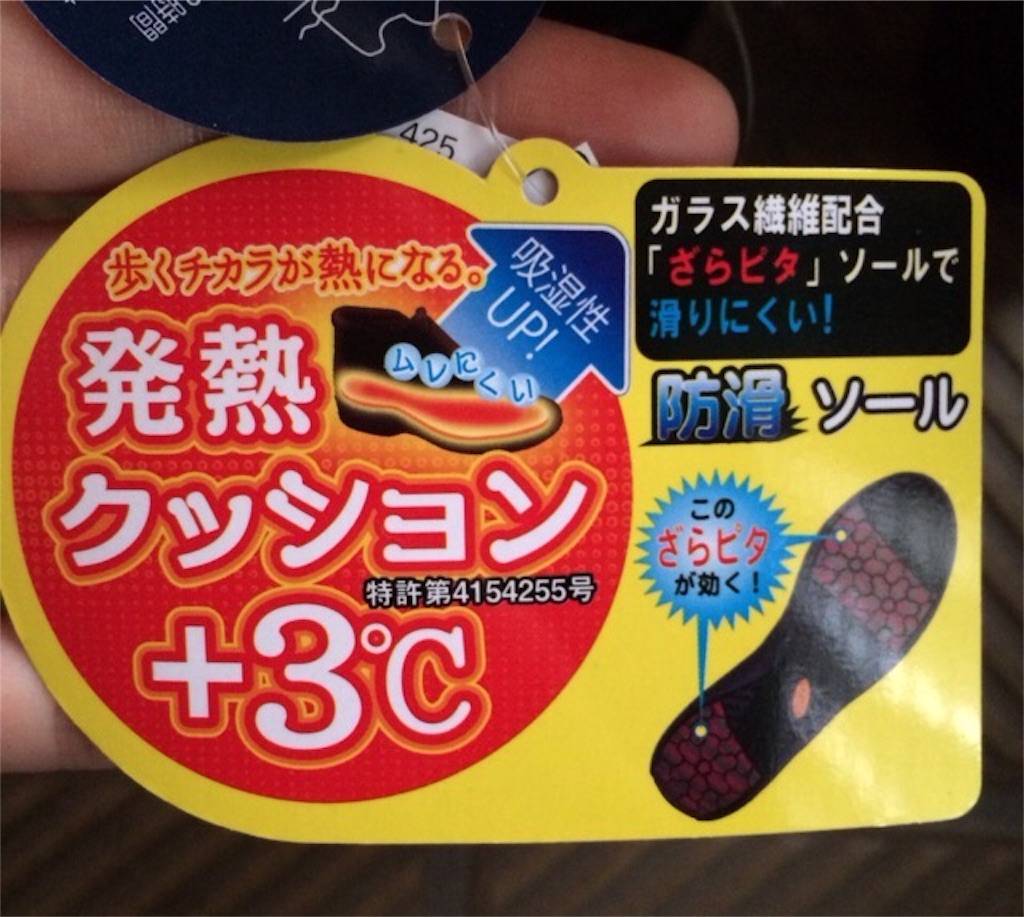 425
歩くチカラが熱になる。
発熱
クッション
特許第4154255号
+3℃
吸湿性
UP!
ムレにくい
ガラス繊維配合
「ざらピタ」ソールで
滑りにくい!
防滑ソール
この
ざらピタ
が効く!